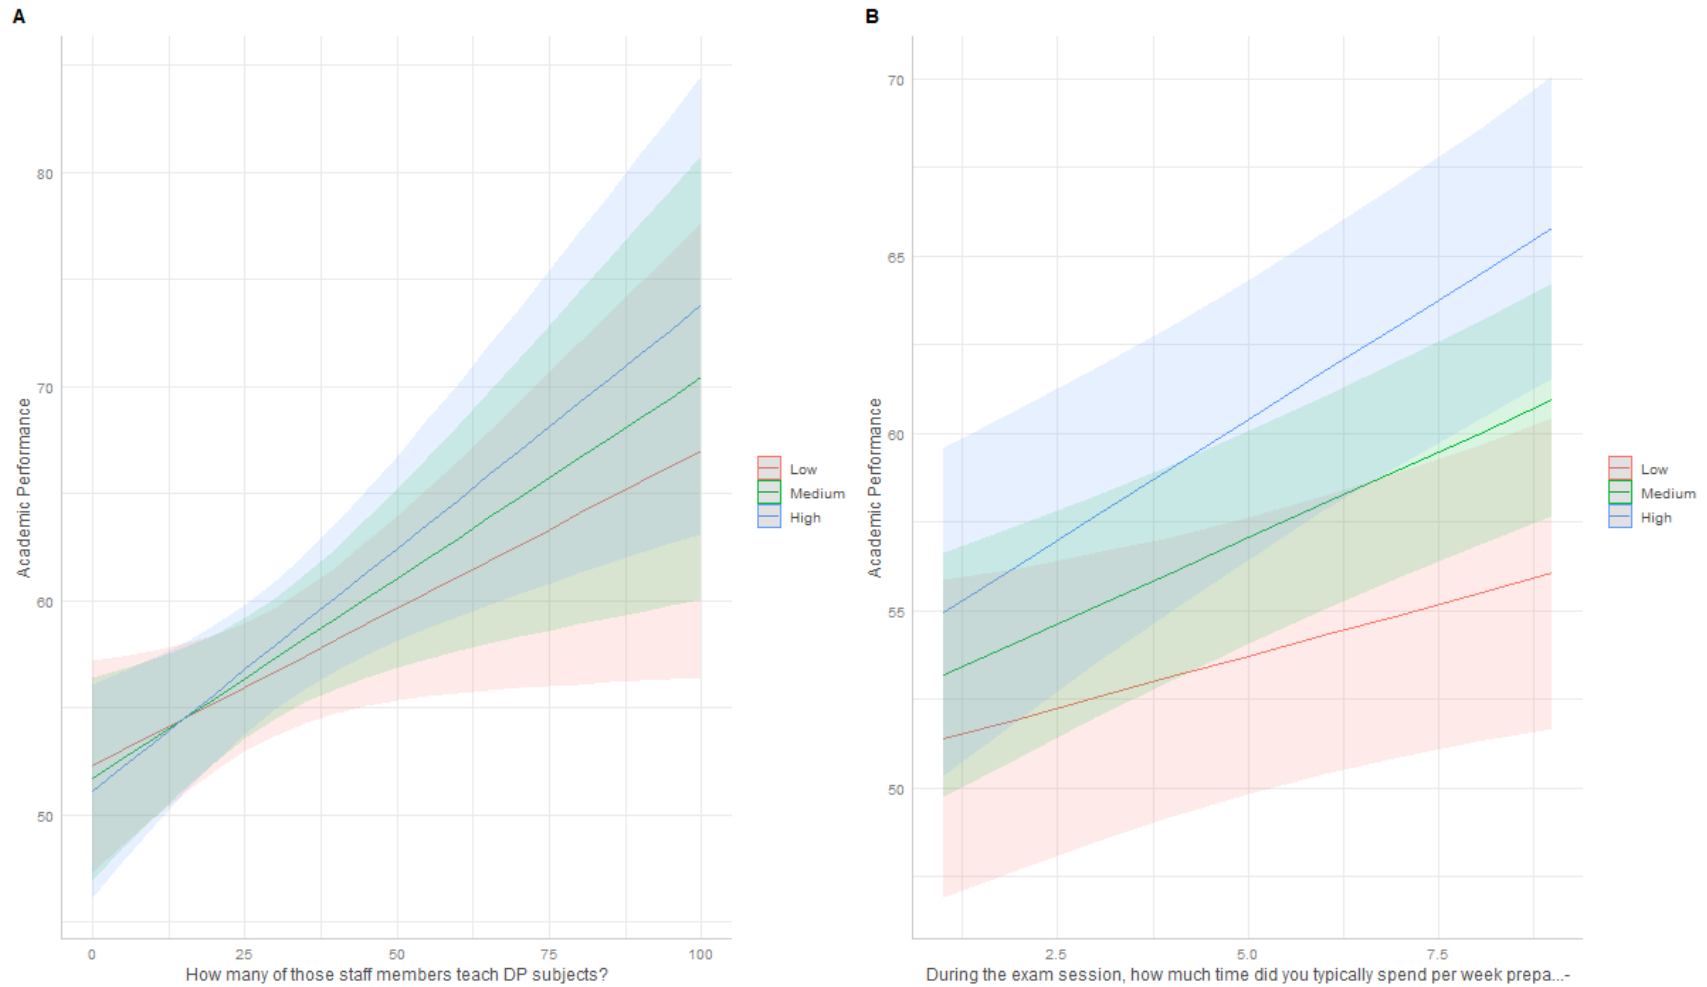 A
Academic Performance
80
70
60
50
0 25 50 75 100
How many of those staff members teach DP subjects?
Low
Medium
High
B
Academic Performance
70
65
60
55
50
2.5 5.0 7.5
During the exam session, how much time did you typically spend per week prepa...-
Low
Medium
High